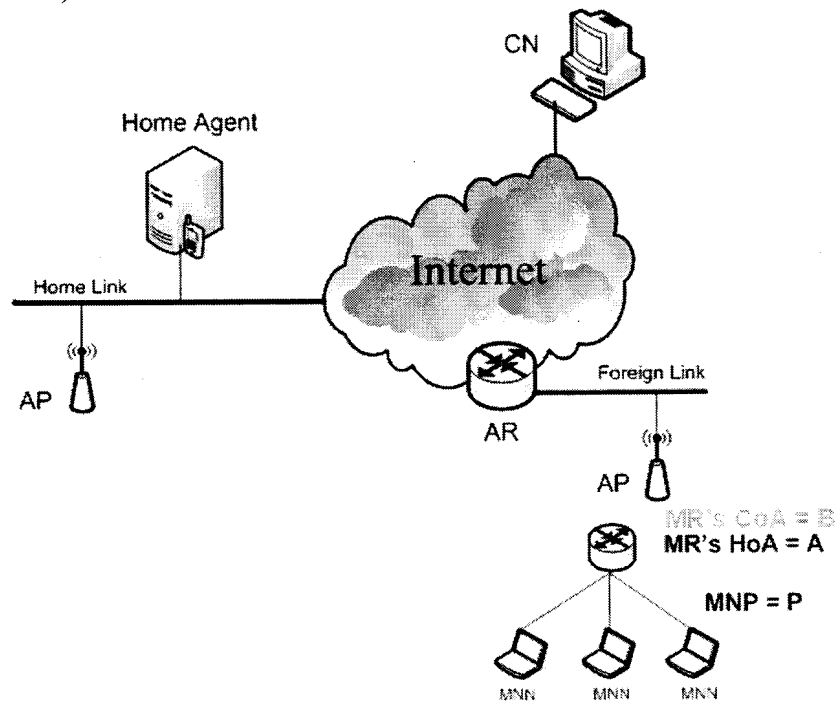 CN
Home Agent
Internet
Home Link
Foreign Link
AP
AR
AP
MR's CoA = B
MR's HoA = A
MNP = P
MNN
MNN
MNN